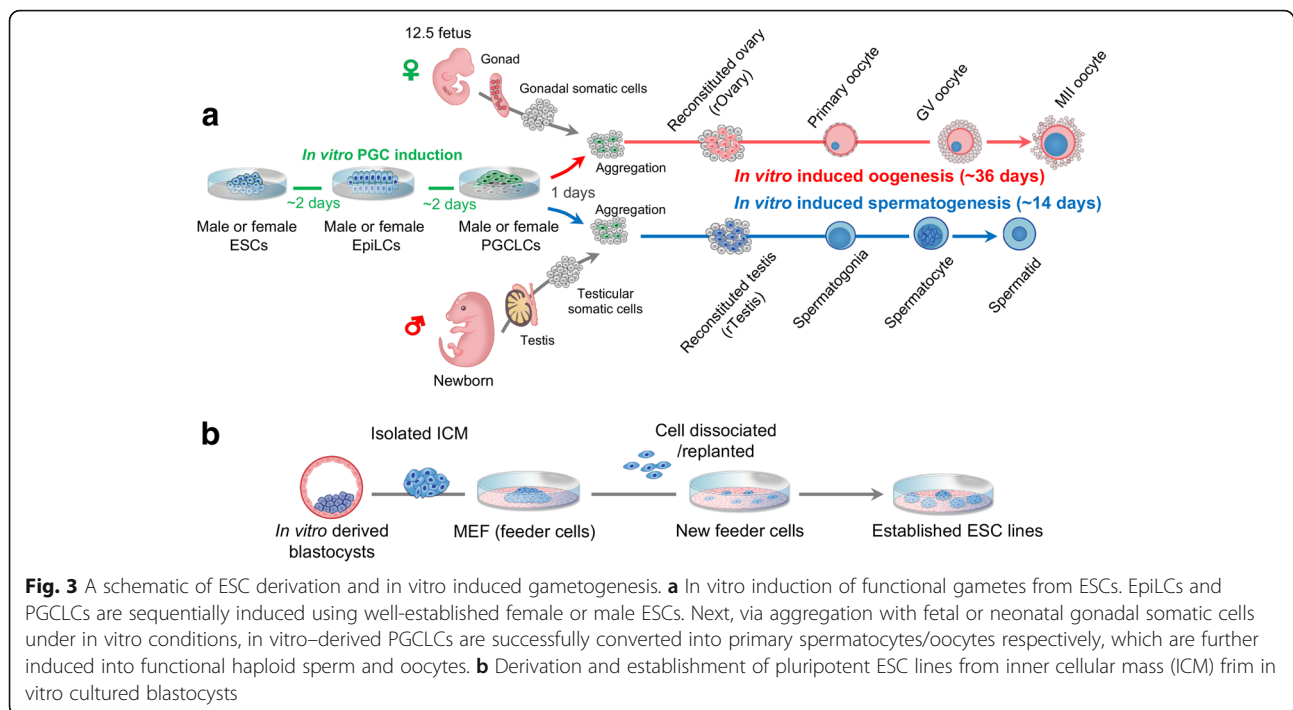 12.5 fetus
♀
Gonad
Gonadal somatic cells
a
In vitro PGC induction
~2 days
~2 days
Male or female
ESCs
Male or female
EpiLCs
Male or female
PGCLCs
1 days
Aggregation
Aggregation
Reconstituted ovary
(rOvary)
Primary oocyte
GV oocyte
MII oocyte
In vitro induced oogenesis (~36 days)
In vitro induced spermatogenesis (~14 days)
Reconstituted testis
(rTestis)
Spermatogonia
Spermatocyte
Spermatid
Testicular
somatic cells
Testis
♂
Newborn
b
Isolated ICM
Cell dissociated
/replanted
In vitro derived
blastocysts
MEF (feeder cells)
New feeder cells
Established ESC lines
Fig. 3 A schematic of ESC derivation and in vitro induced gametogenesis. a In vitro induction of functional gametes from ESCs. EpiLCs and
PGCLCs are sequentially induced using well-established female or male ESCs. Next, via aggregation with fetal or neonatal gonadal somatic cells
under in vitro conditions, in vitro–derived PGCLCs are successfully converted into primary spermatocytes/oocytes respectively, which are further
induced into functional haploid sperm and oocytes. b Derivation and establishment of pluripotent ESC lines from inner cellular mass (ICM) frim in
vitro cultured blastocysts